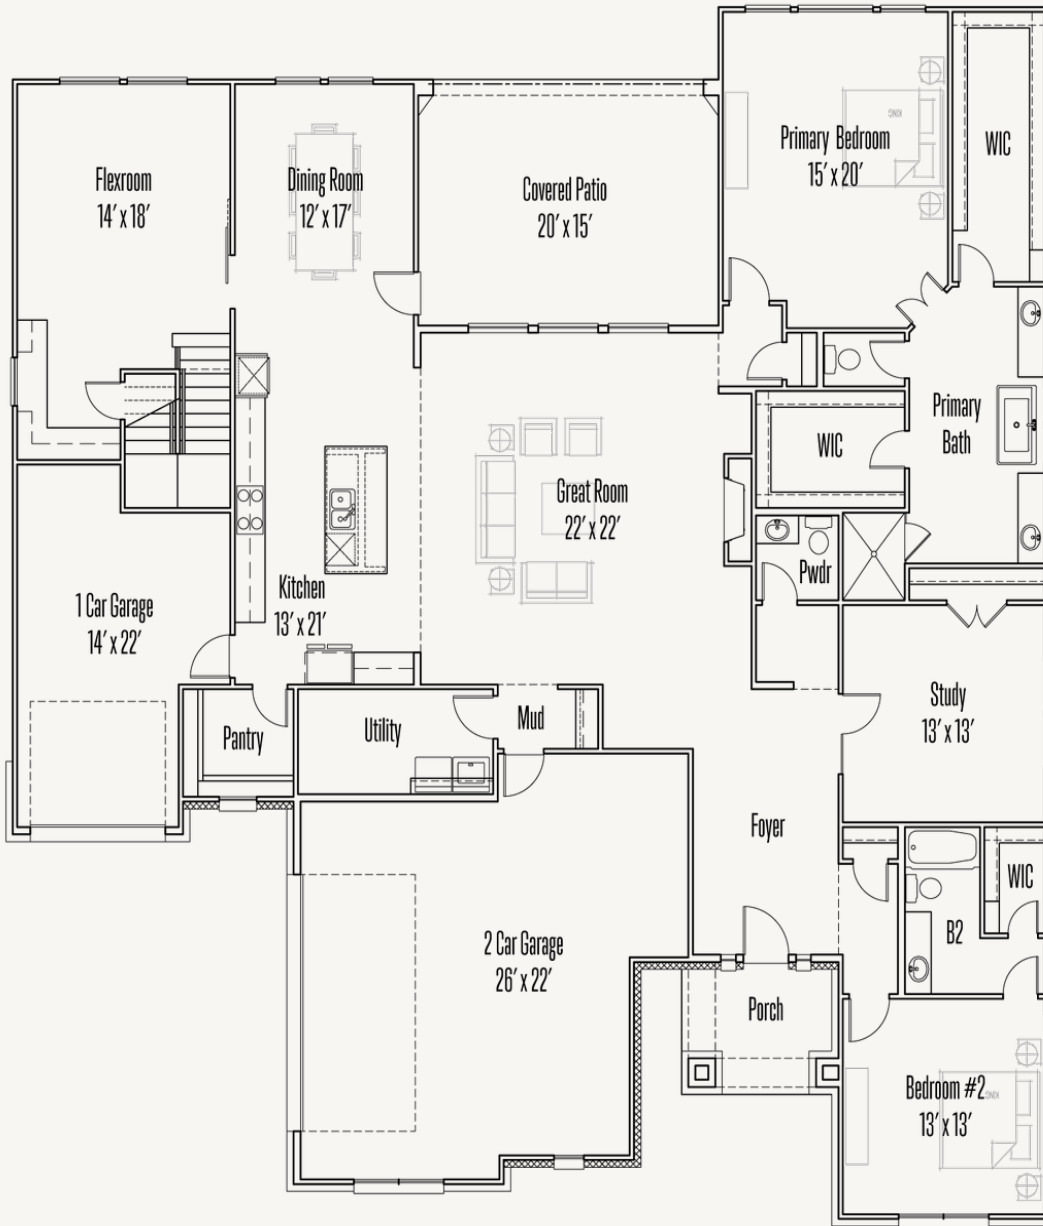 Flexroom
14' x 18'
Dining Room
12' x 17'
Covered Patio
20' x 15'
Primary Bedroom
15' x 20'
KING
WIC
Primary
Bath
WIC
Great Room
22' x 22'
Pwdr
Kitchen
13' x 21'
1 Car Garage
14' x 22'
Pantry
Utility
Mud
Study
13' x 13'
Foyer
WIC
B2
2 Car Garage
26' x 22'
Porch
Bedroom #2
13' x 13'
KING